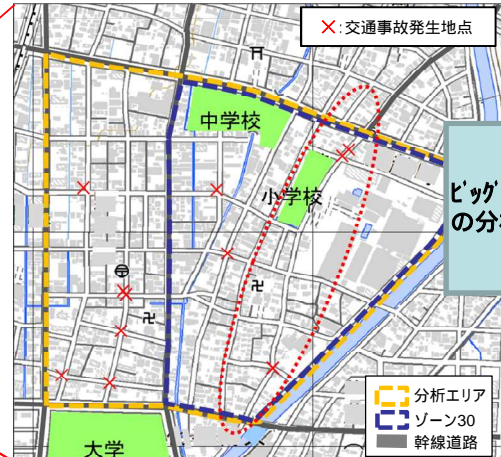 ×:交通事故発生地点
中学校
小学校
ビッグ
の分
大学
分析エリア
ゾーン30
幹線道路